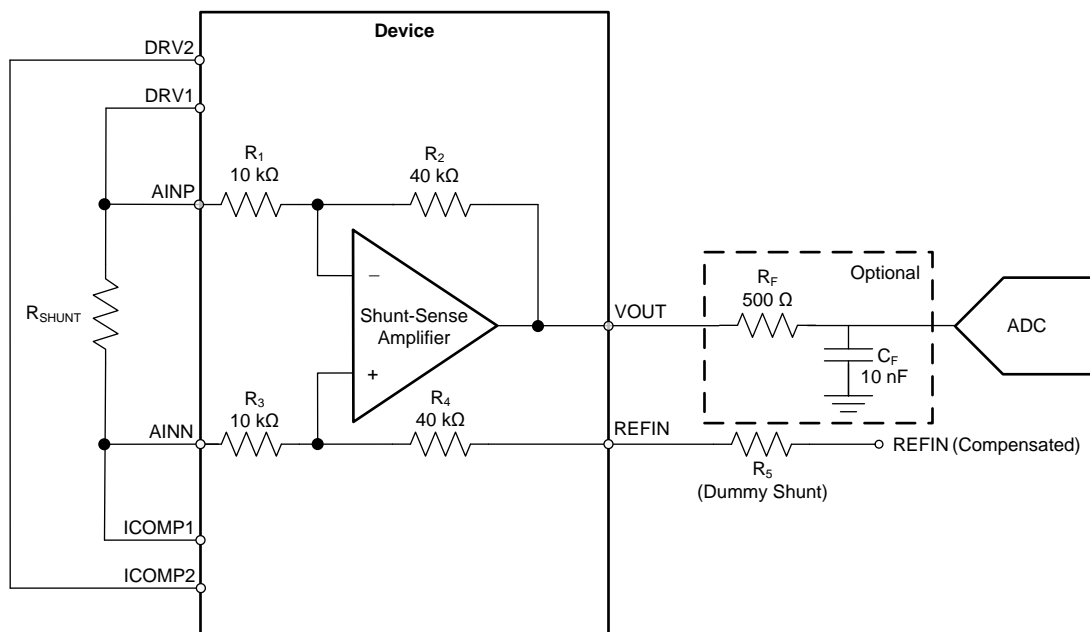 Device
DRV2
DRV1
R1
10 kΩ
R2
40 kΩ
AINP
RSHUNT
−
Shunt-Sense
Amplifier
+
VOUT
Optional
RF
500 Ω
CF
10 nF
ADC
R3
10 kΩ
R4
40 kΩ
AINN
REFIN
R5
(Dummy Shunt)
REFIN (Compensated)
ICOMP1
ICOMP2